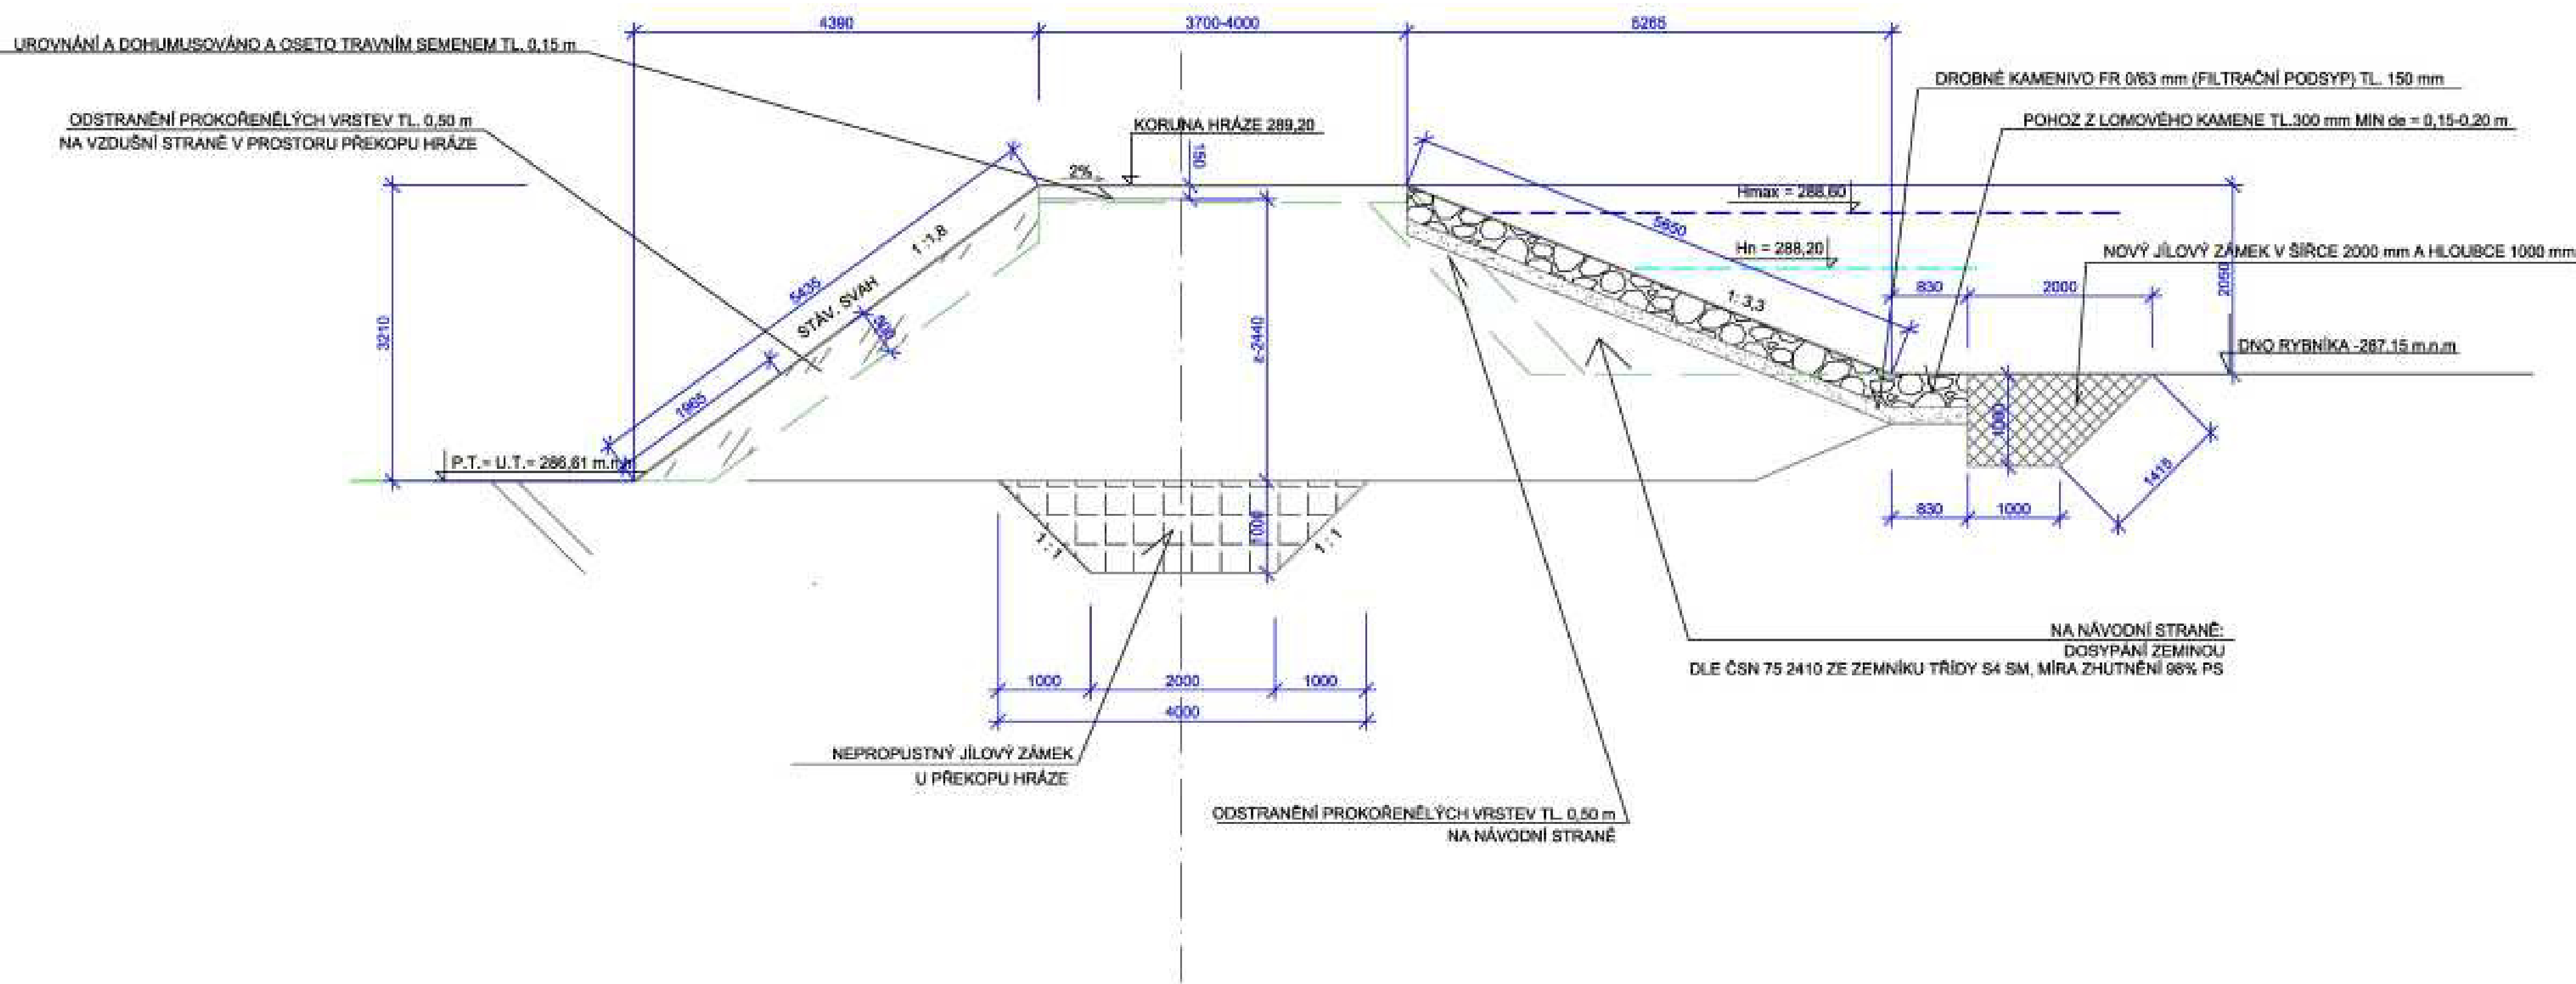 4390
3700-4000
5265
UROVNÁNÍ A DOHUMUSOVÁNO A OSETO TRAVNÍM SEMENEM TL. 0,15 m
DROBNÉ KAMENIVO FR 0/63 mm (FILTRAČNÍ PODSYP) TL. 150 mm
ODSTRANĚNÍ PROKOŘENĚLÝCH VRSTEV TL. 0,50 m
NA VZDUŠNÍ STRANĚ V PROSTORU PŘEKOPU HRÁZE
KORUNA HRÁZE 289,20
POHOZ Z LOMOVÉHO KAMENE TL.300 mm MIN de = 0,15-0,20 m
150
2%
Hmax = 288,60
5650
Hn = 288,20
NOVÝ JÍLOVÝ ZÁMEK V ŠÍŘCE 2000 mm A HLOUBCE 1000 mm
2050
830
2000
1:1,8
STÁV. SVAH
5435
500
1: 3,3
3210
1965
DNO RYBNÍKA -287,15 m.n.m
P.T.= U.T.= 286,61 m.n.m
1000
1415
830
1000
1000
1:1
1:1
1000
2000
1000
4000
NA NÁVODNÍ STRANĚ:
DOSYPÁNÍ ZEMINOU
DLE ČSN 75 2410 ZE ZEMNÍKU TŘÍDY S4 SM, MÍRA ZHUTNĚNÍ 98% PS
NEPROPUSTNÝ JÍLOVÝ ZÁMEK
U PŘEKOPU HRÁZE
ODSTRANĚNÍ PROKOŘENĚLÝCH VRSTEV TL. 0,50 m
NA NÁVODNÍ STRANĚ